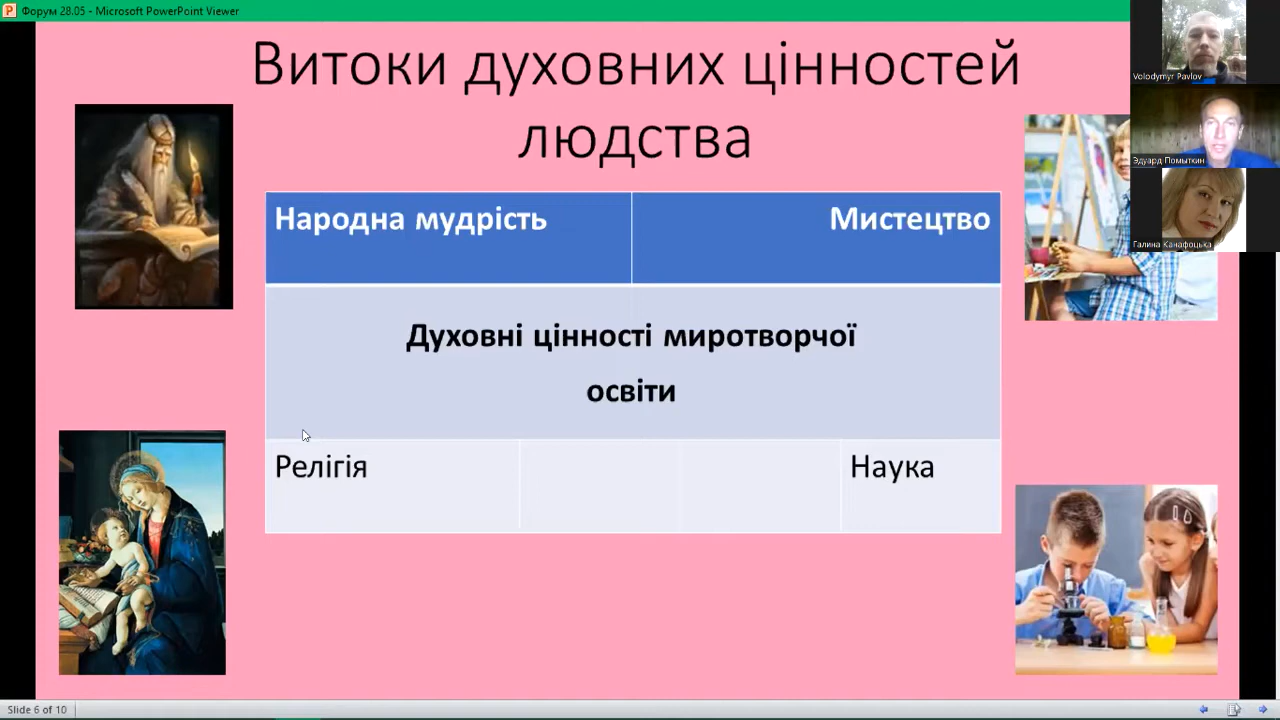 Форум 28.05 - Microsoft PowerPoint Viewer
Витоки духовних цінностей
людства
Volodymyr Pavlov
Эдуард Помыткин
Галина Канафоцька
Народна мудрість
Мистецтво
Духовні цінності миротворчої
освіти
Релігія
Наука
Slide 6 of 10